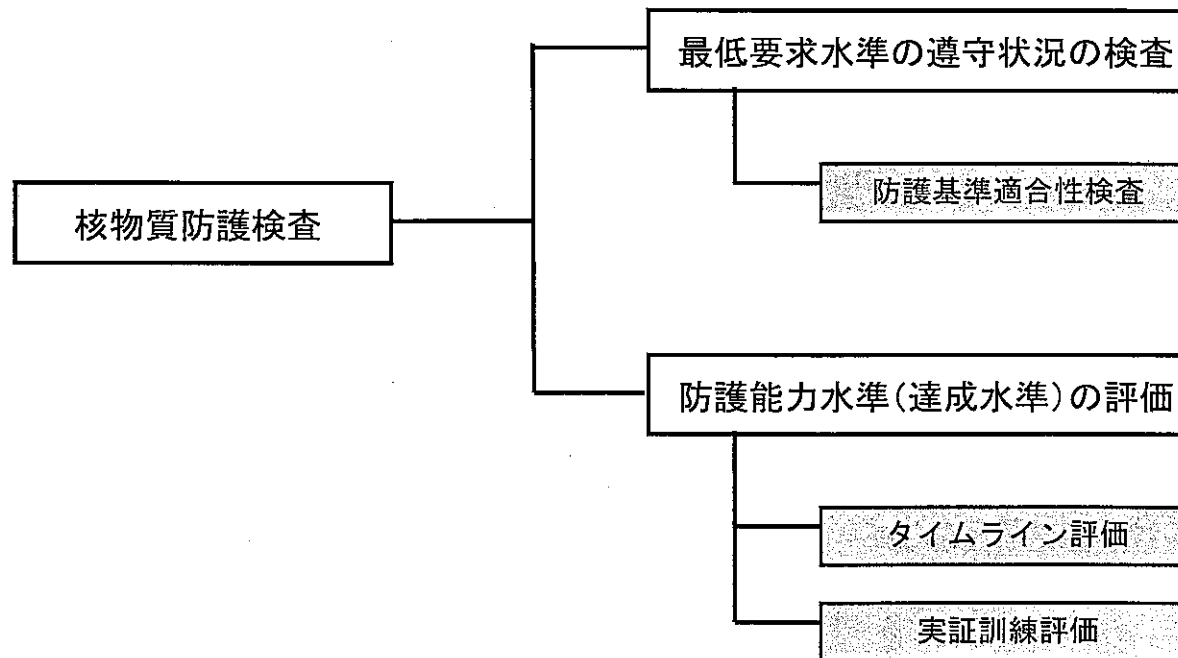 最低要求水準の遵守状況の検査
防護基準適合性検査
核物質防護検査
防護能力水準(達成水準)の評価
タイムライン評価
実証訓練評価